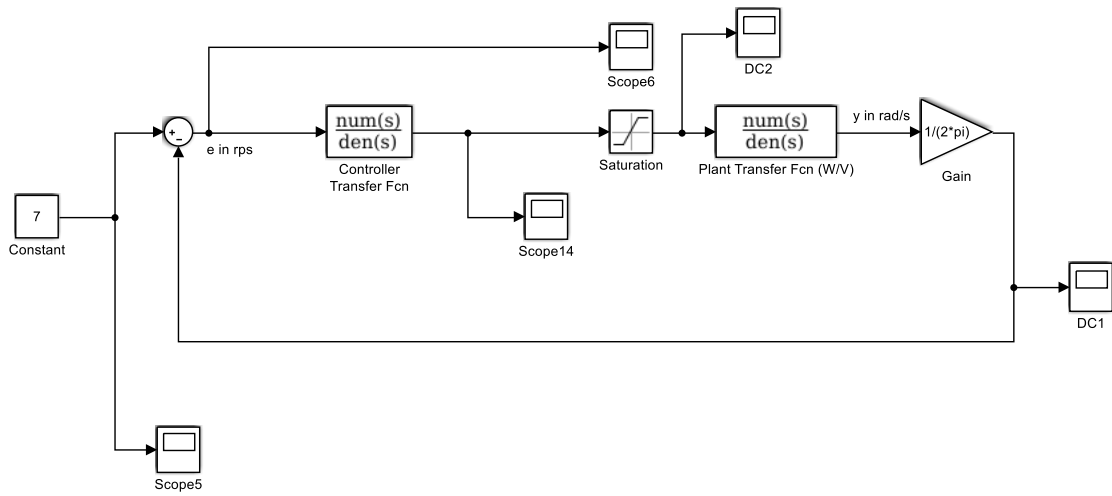 Scope6
DC2
+
−
e in rps
num(s)
den(s)
Controller
Transfer Fcn
Saturation
num(s)
den(s)
Plant Transfer Fcn (W/V)
y in rad/s
1/(2*pi)
Gain
7
Constant
Scope14
DC1
Scope5